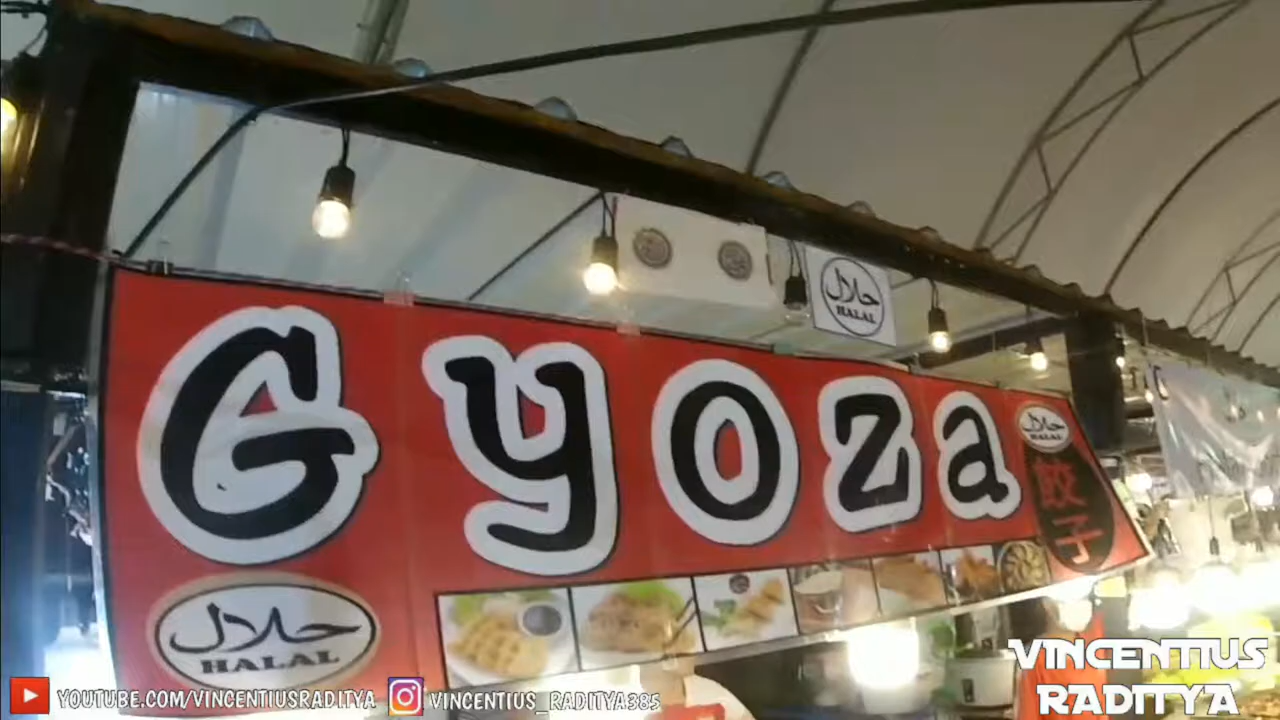 حلال
HALAL
Gyoza
حلال
HALAL
餃子
حلال
HALAL
YOUTUBE.COM/VINCENTIUSRADITYA
VINCENTIUS_RADITYA385
VINCENTIUS
RADITYA